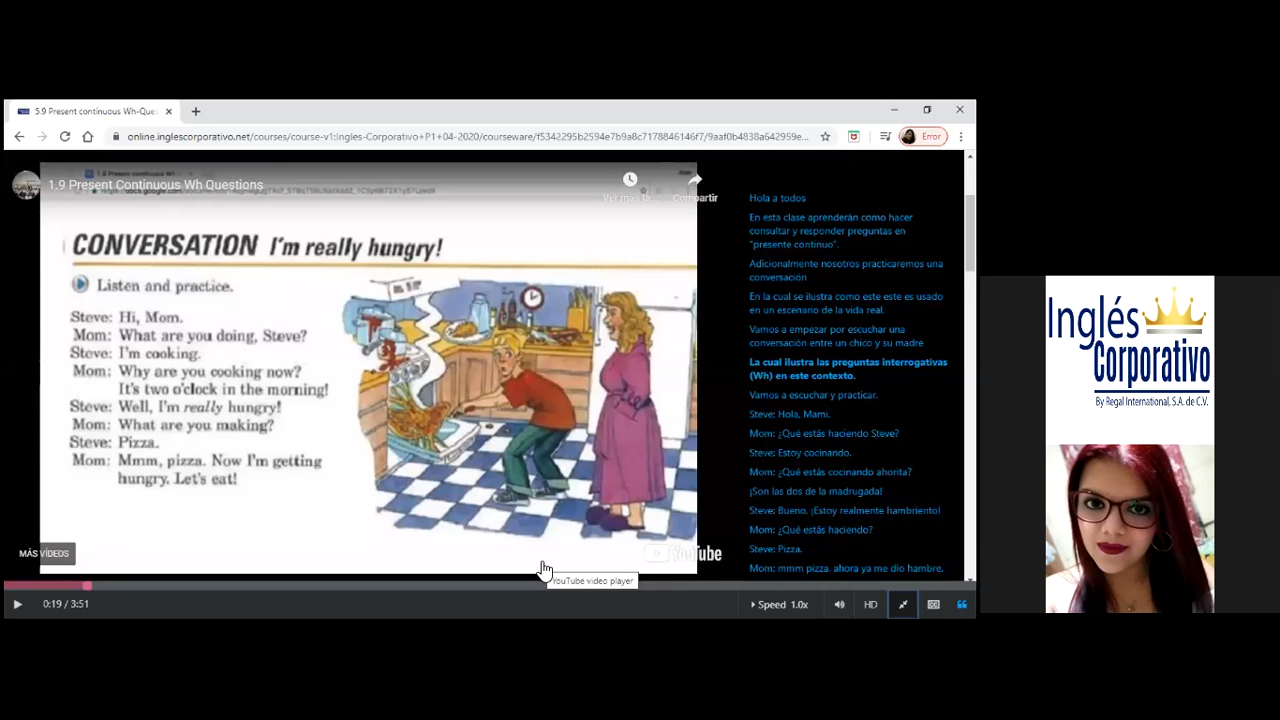 5.9 Present continuous Wh-Que
online.inglescorporativo.net/courses/course-v1:Ingles-Corporativo+P1+04-2020/courseware/f5342295b2594e7b9a8c7178846146f7/9aaf0b4838a642959e...
Error
1.9 Present Continuous Wh Questions
Compartir
CONVERSATION I'm really hungry!
Listen and practice.
Steve: Hi, Mom.
Mom: What are you doing, Steve?
Steve: I'm cooking.
Mom: Why are you cooking now?
It's two o'clock in the morning!
Steve: Well, I'm really hungry!
Mom: What are you making?
Steve: Pizza.
Mom: Mmm, pizza. Now I'm getting
hungry. Let's eat!
MÁS VÍDEOS
YouTube
YouTube video player
0:19 / 3:51
Speed 1.0x
HD
Hola a todos
En esta clase aprenderán como hacer
consultar y responder preguntas en
"presente continuo".
Adicionalmente nosotros practicaremos una
conversación
En la cual se ilustra como este este es usado
en un escenario de la vida real.
Vamos a empezar por escuchar una
conversación entre un chico y su madre
La cual ilustra las preguntas interrogativas
(Wh) en este contexto.
Vamos a escuchar y practicar.
Steve: Hola, Mami.
Mom: ¿Qué estás haciendo Steve?
Steve: Estoy cocinando.
Mom: ¿Qué estás cocinando ahorita?
¡Son las dos de la madrugada!
Steve: Bueno, ¡Estoy realmente hambriento!
Mom: ¿Qué estás haciendo?
Steve: Pizza.
Mom: mmm pizza, ahora ya me dio hambre.
Inglés
Corporativo
By Regal International, S.A. de C.V.